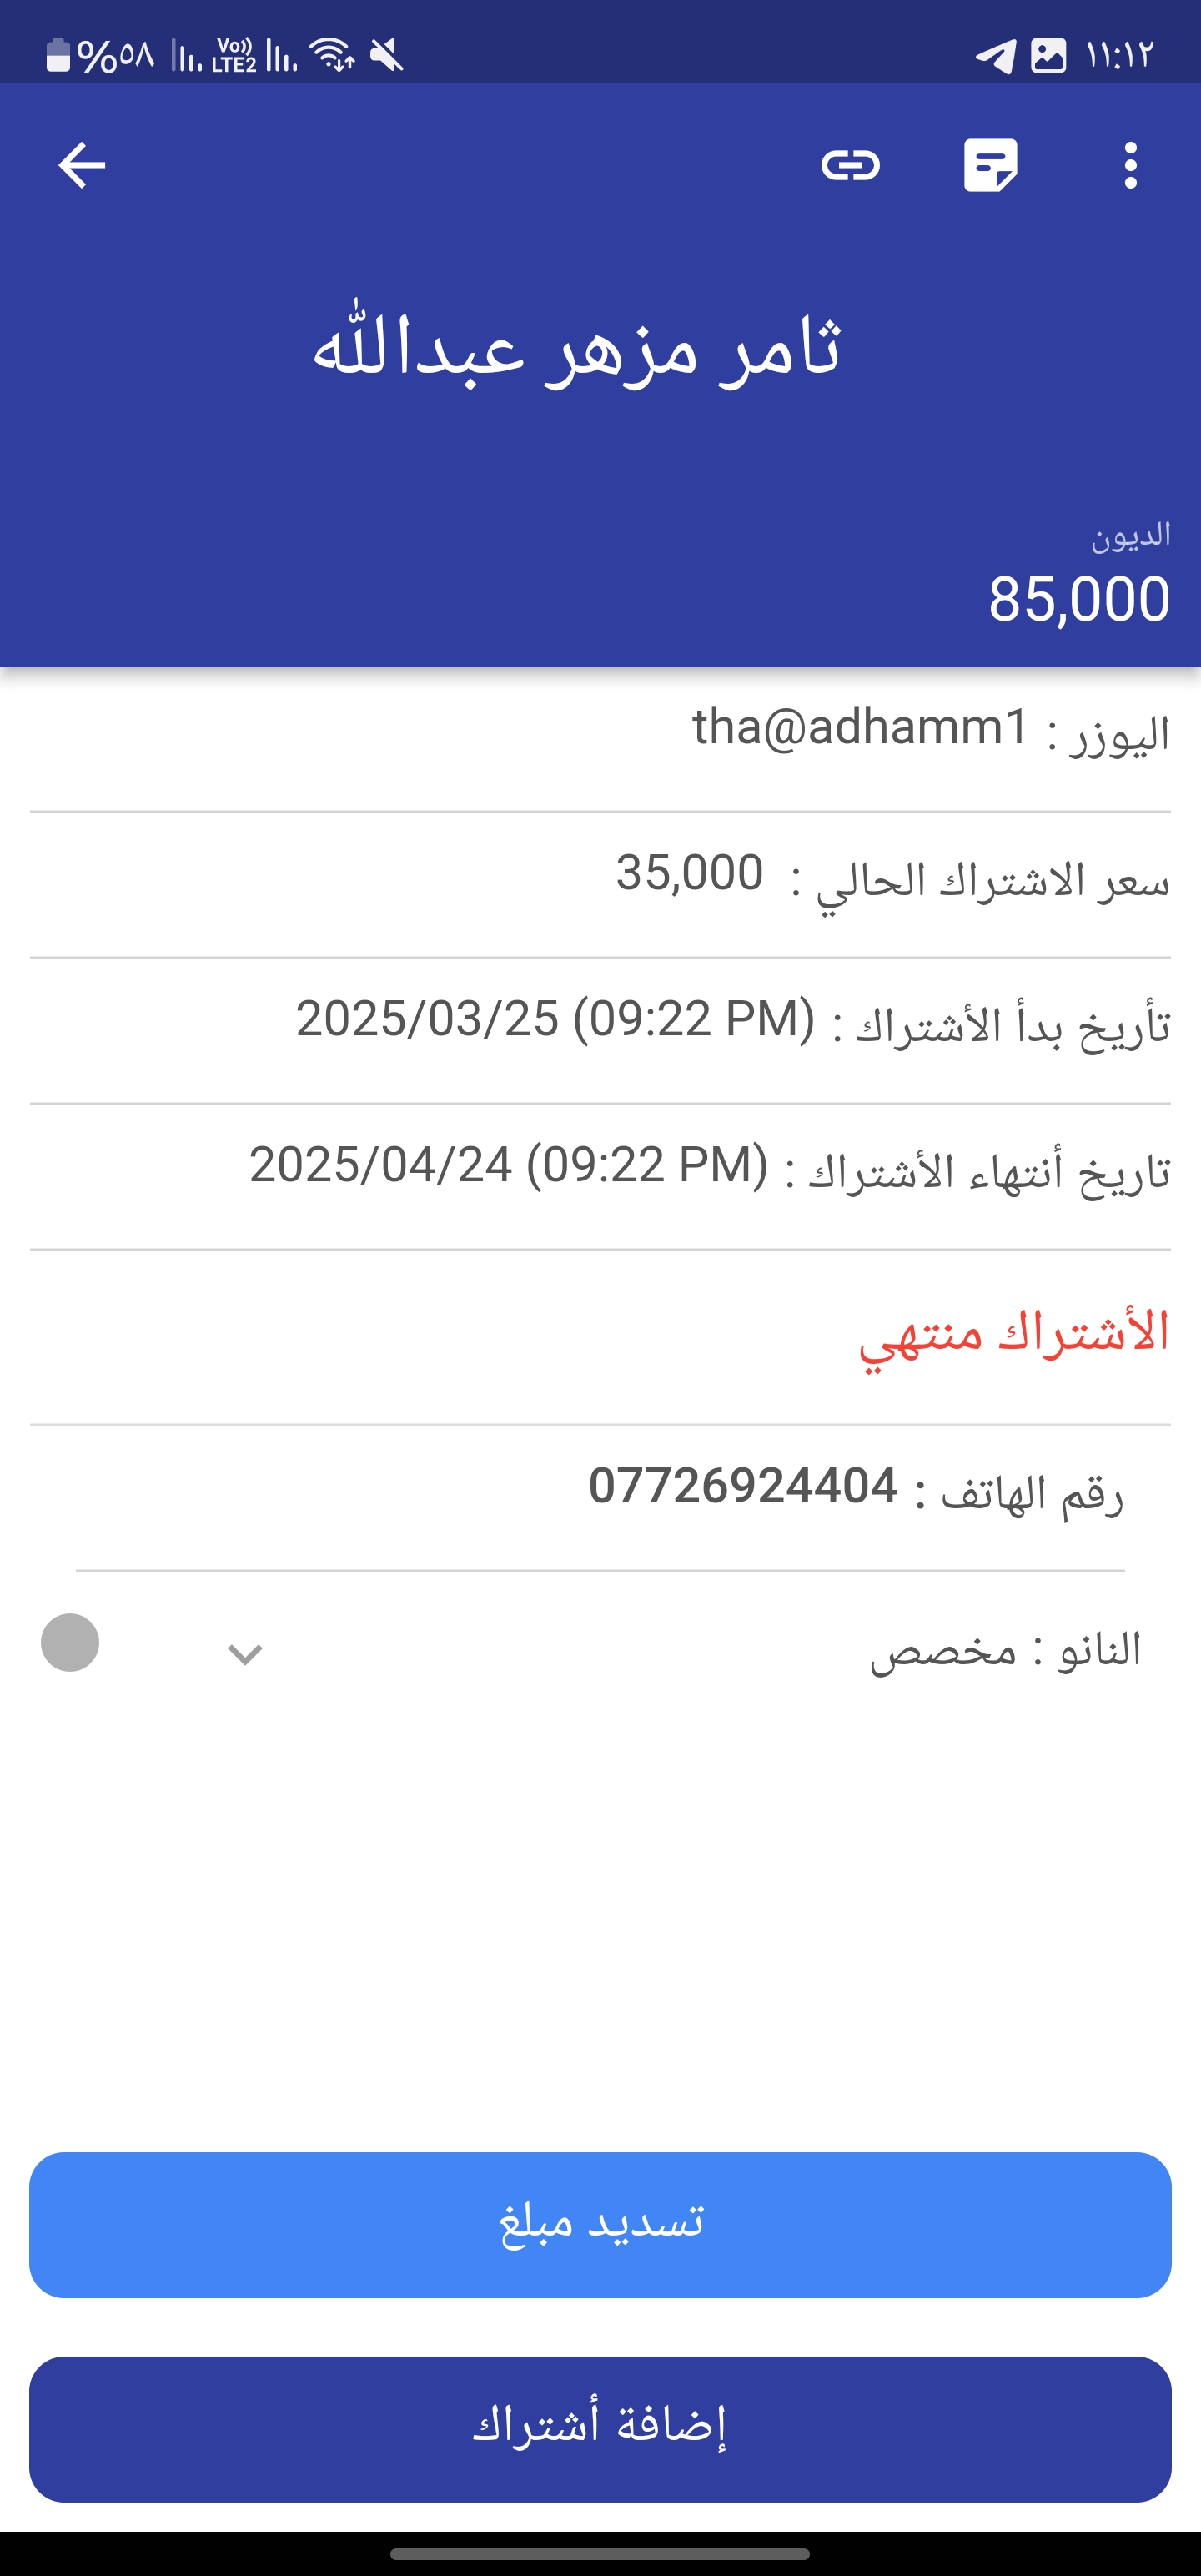 ١١:١٢
%٥٨
Vo)) LTE2
ثامر مزهر عبدالله
الديون
85,000
اليوزر : tha@adhamm1
سعر الاشتراك الحالي : 35,000
تأريخ بدأ الأشتراك : 2025/03/25 (09:22 PM)
تاريخ أنتهاء الأشتراك : 2025/04/24 (09:22 PM)
الأشتراك منتهي
رقم الهاتف : 07726924404
النانو : مخصص
تسديد مبلغ
إضافة أشتراك